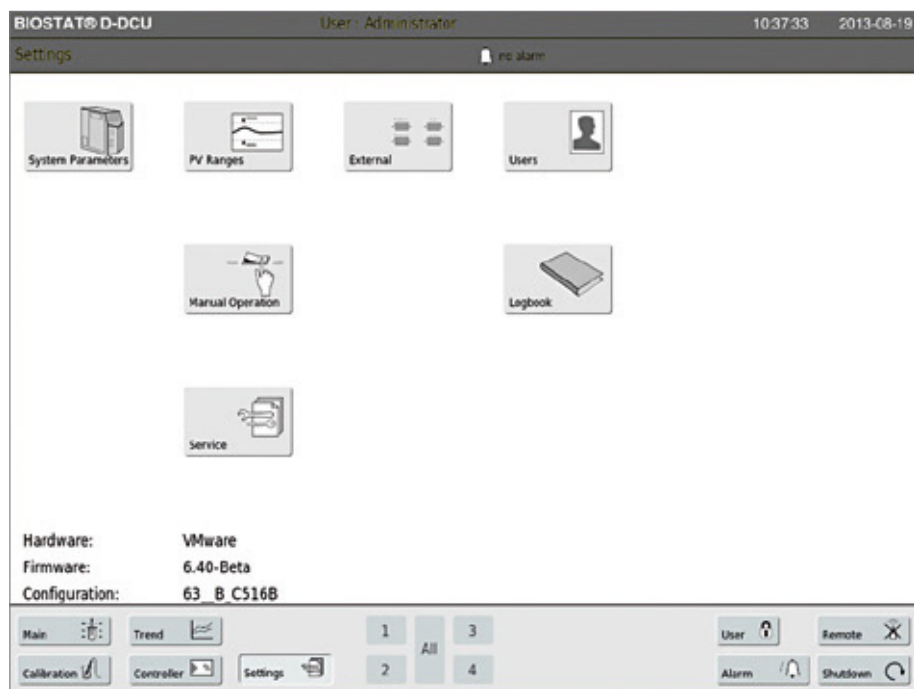 BIOSTAT® D-DCU User : Administrator 10:37:33 2013-08-19
Settings no alarm
System Parameters PV Ranges External Users
Manual Operation Logbook
Service
Hardware: VMware
Firmware: 6.40-Beta
Configuration: 63_B_C516B
Main Trend 1 All 3 User Remote
Calibration Controller Settings 2 4 Alarm Shutdown